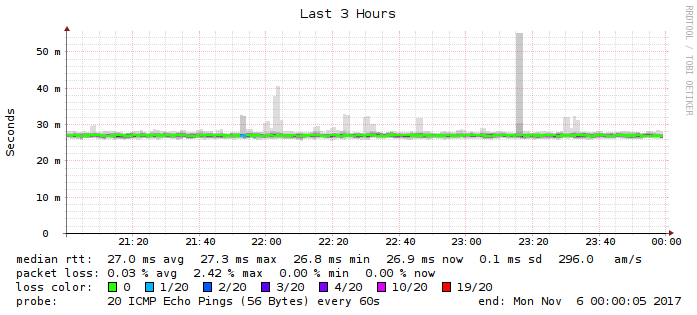 Last 3 Hours
RRDTOOL / TOBI OETIKER
Seconds
50 m
40 m
30 m
20 m
10 m
0
21:20 21:40 22:00 22:20 22:40 23:00 23:20 23:40 00:00
median rtt: 27.0 ms avg 27.3 ms max 26.8 ms min 26.9 ms now 0.1 ms sd 296.0 am/s
packet loss: 0.03 % avg 2.42 % max 0.00 % min 0.00 % now
loss color: 0 1/20 2/20 3/20 4/20 10/20 19/20
probe: 20 ICMP Echo Pings (56 Bytes) every 60s end: Mon Nov 6 00:00:05 2017